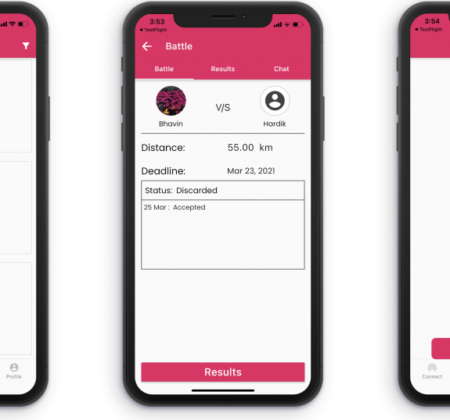 3:53
TestFlight
Battle
Battle Results Chat
V/S
Bhavin Hardik
Distance: 55.00 km
Deadline: Mar 23, 2021
Status: Discarded
25 Mar : Accepted
Results
Profile
3:54
TestFlight
Connect